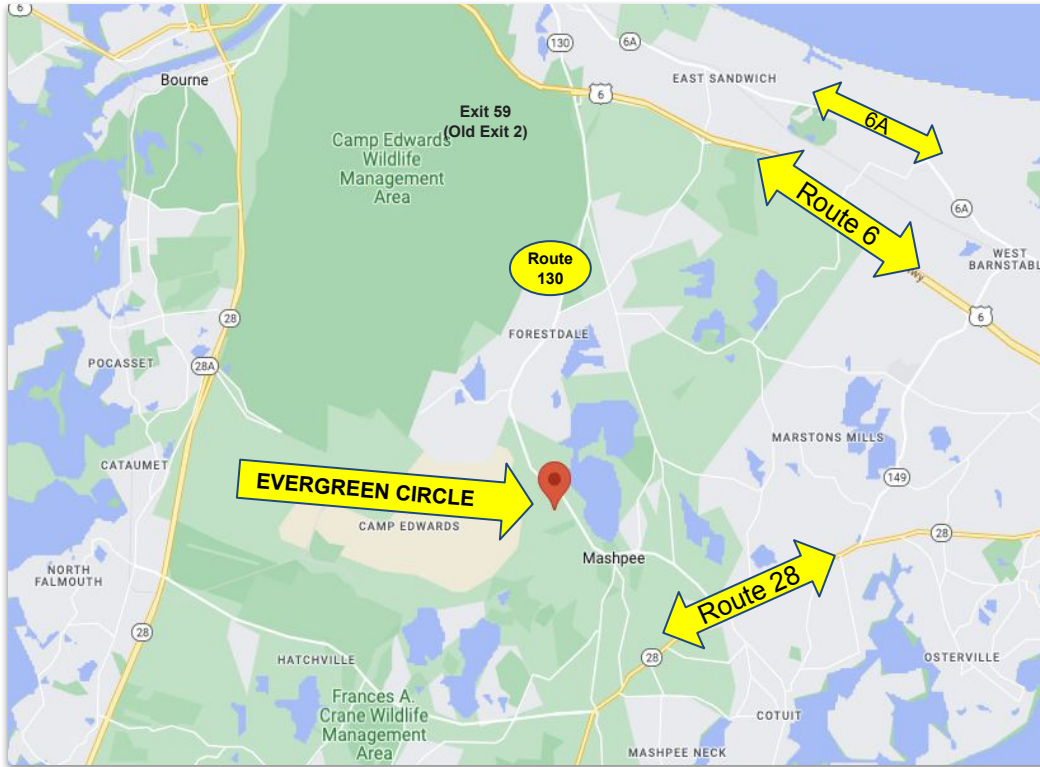 6
130
6A
Bourne
EAST SANDWICH
6
Exit 59
(Old Exit 2)
6A
Camp Edwards
Wildlife
Management
Area
Route 6
6A
WEST
BARNSTABL
wy
Route
130
28
6
FORESTDALE
POCASSET
28A
MARSTONS MILLS
CATAUMET
149
EVERGREEN CIRCLE
CAMP EDWARDS
28
Mashpee
NORTH
FALMOUTH
Route 28
28
28
HATCHVILLE
OSTERVILLE
Frances A.
Crane Wildlife
Management
Area
COTUIT
MASHPEE NECK